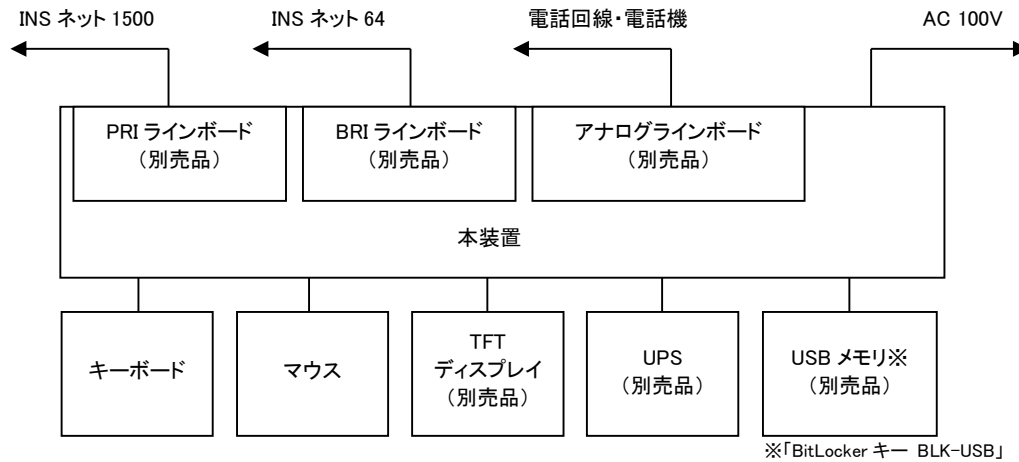 INS ネット 1500
INS ネット 64
電話回線・電話機
AC 100V
PRI ラインボード
（別売品）
BRI ラインボード
（別売品）
アナログラインボード
（別売品）
本装置
キーボード
マウス
TFT
ディスプレイ
（別売品）
UPS
（別売品）
USB メモリ※
（別売品）
※「BitLocker キー BLK-USB」